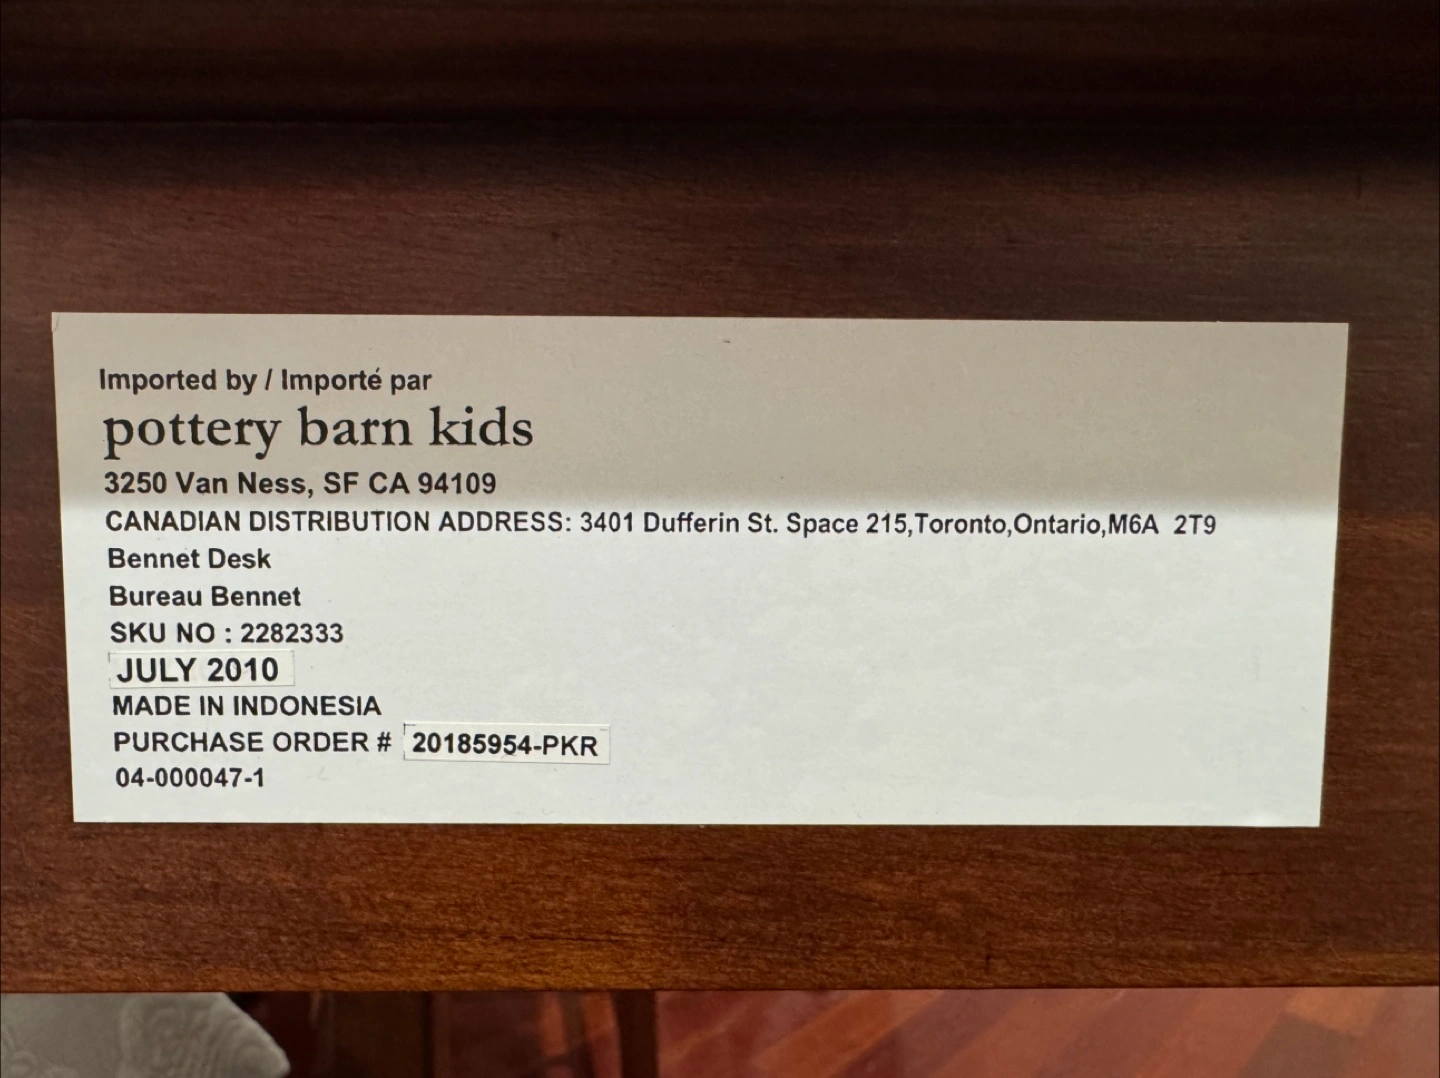 Imported by / Importé par
pottery barn kids
3250 Van Ness, SF CA 94109
CANADIAN DISTRIBUTION ADDRESS: 3401 Dufferin St. Space 215,Toronto,Ontario,M6A  2T9
Bennet Desk
Bureau Bennet
SKU NO : 2282333
JULY 2010
MADE IN INDONESIA
PURCHASE ORDER # 20185954-PKR
04-000047-1